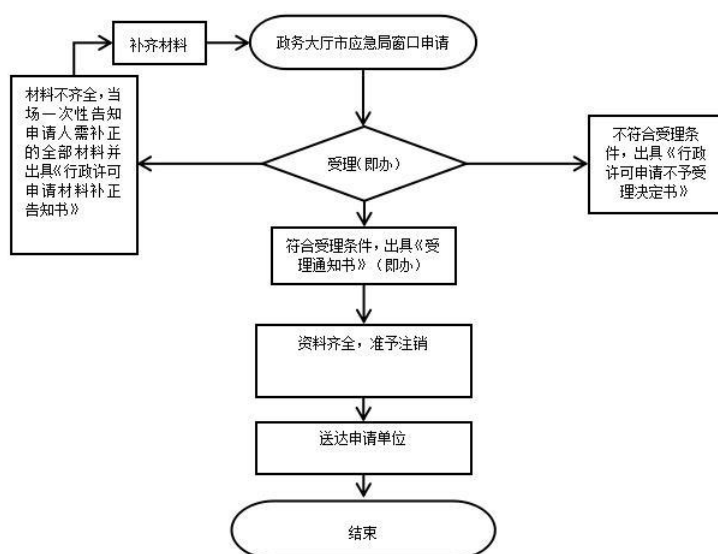 补齐材料
政务大厅市应急局窗口申请
材料不齐全，当
场一次性告知
申请人需补正
的全部材料并
出具《行政许可
申请材料补正
告知书》
受理（即办）
不符合受理条
件，出具《行政
许可申请不予受
理决定书》
符合受理条件，出具《受
理通知书》（即办）
资料齐全，准予注销
送达申请单位
结束